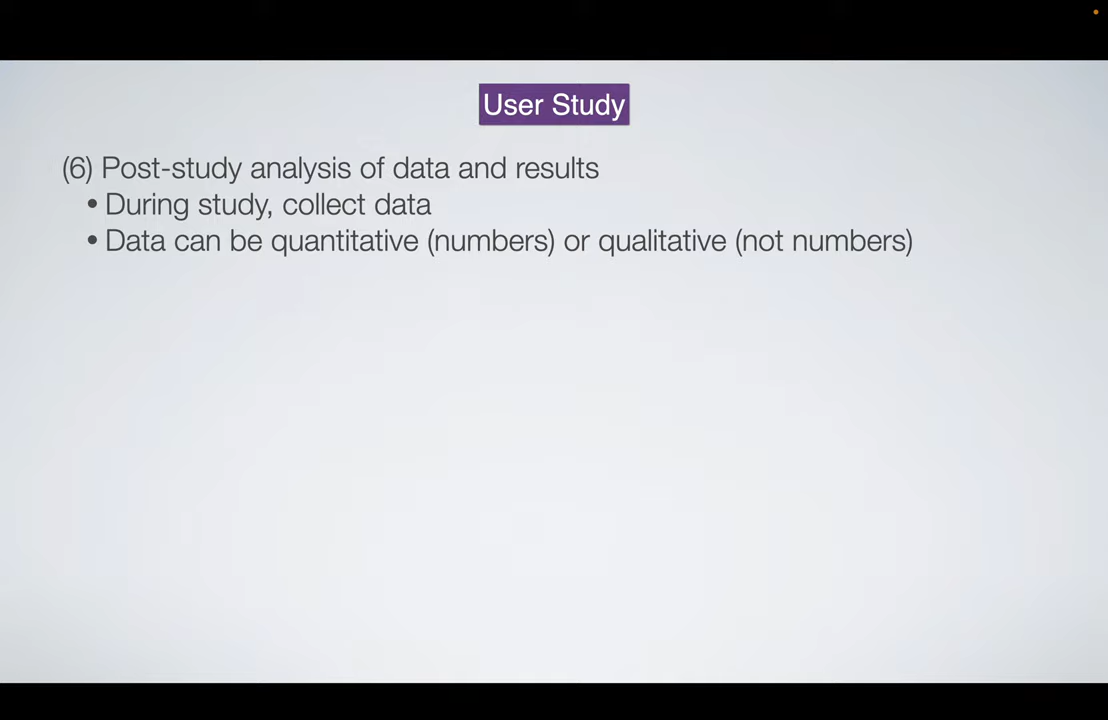 User Study
(6) Post-study analysis of data and results
• During study, collect data
• Data can be quantitative (numbers) or qualitative (not numbers)